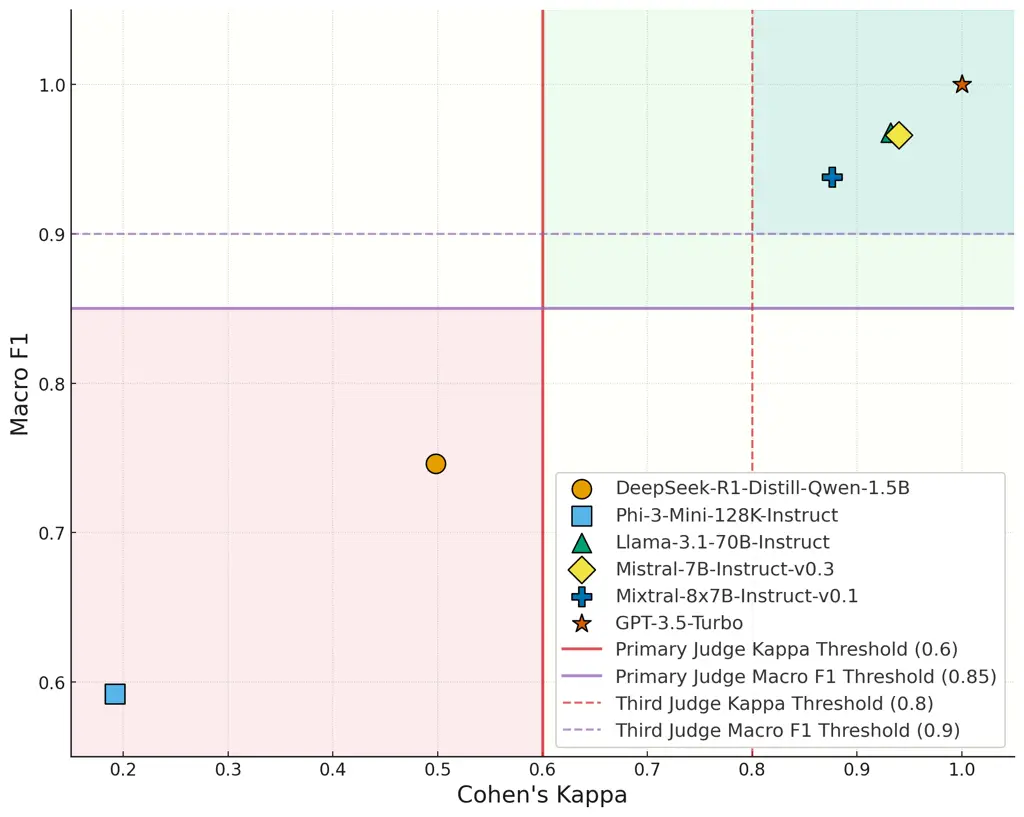 1.0
0.9
0.8
0.7
0.6
Macro F1
DeepSeek-R1-Distill-Qwen-1.5B
Phi-3-Mini-128K-Instruct
Llama-3.1-70B-Instruct
Mistral-7B-Instruct-v0.3
Mixtral-8x7B-Instruct-v0.1
GPT-3.5-Turbo
Primary Judge Kappa Threshold (0.6)
Primary Judge Macro F1 Threshold (0.85)
Third Judge Kappa Threshold (0.8)
Third Judge Macro F1 Threshold (0.9)
0.2 0.3 0.4 0.5 0.6 0.7 0.8 0.9 1.0
Cohen's Kappa